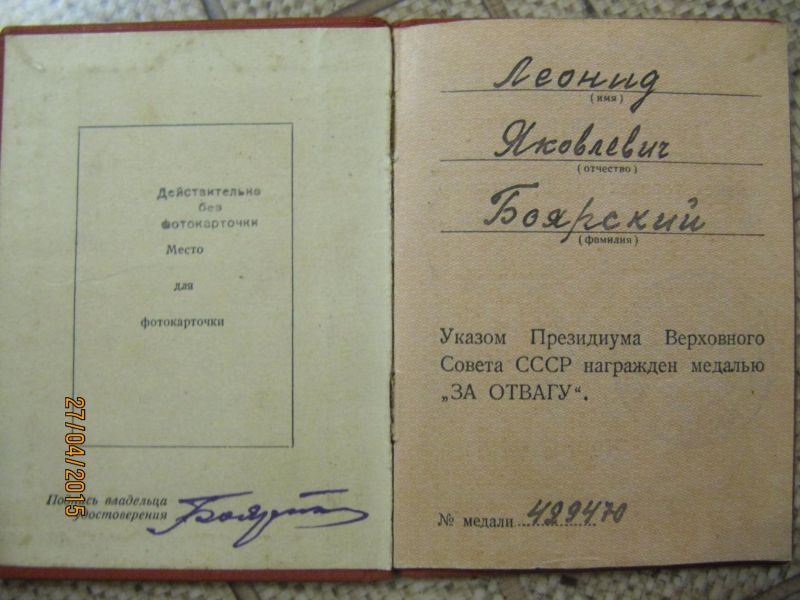 Действительно
без
фотокарточки
Место
для
фотокарточки
Подпись владельца
удостоверения
27/04/2015
Леонид
(имя)
Яковлевич
(отчество)
Боярский
(фамилия)
Указом Президиума Верховного
Совета СССР награжден медалью
„ЗА ОТВАГУ“.
№ медали 429470